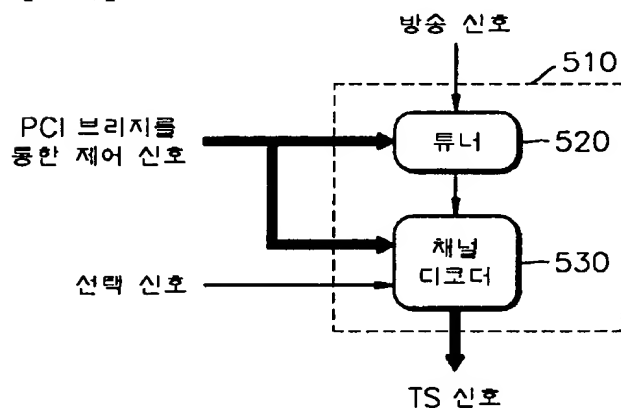 방송 신호
510
PCI 브리지를
통한 제어 신호
튜너
520
채널
디코더
530
선택 신호
TS 신호